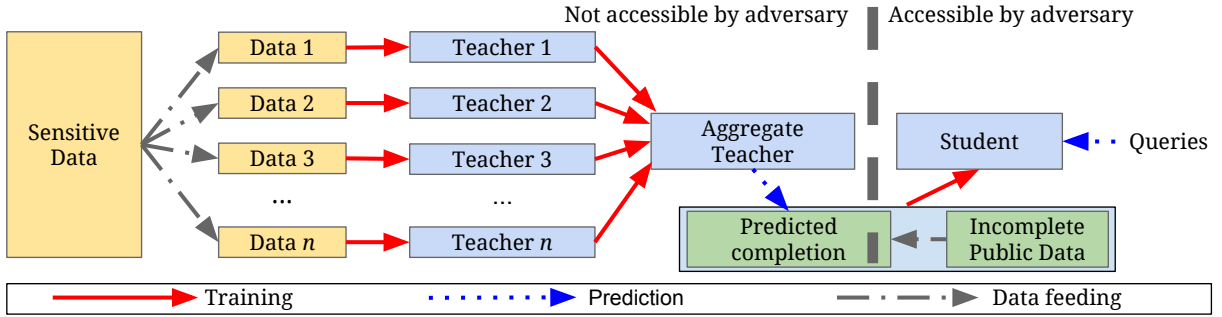 Not accessible by adversary
Accessible by adversary
Sensitive
Data
Data 1
Teacher 1
Data 2
Teacher 2
Data 3
Teacher 3
...
...
Data n
Teacher n
Aggregate
Teacher
Student
Queries
Predicted
completion
Incomplete
Public Data
Training
Prediction
Data feeding